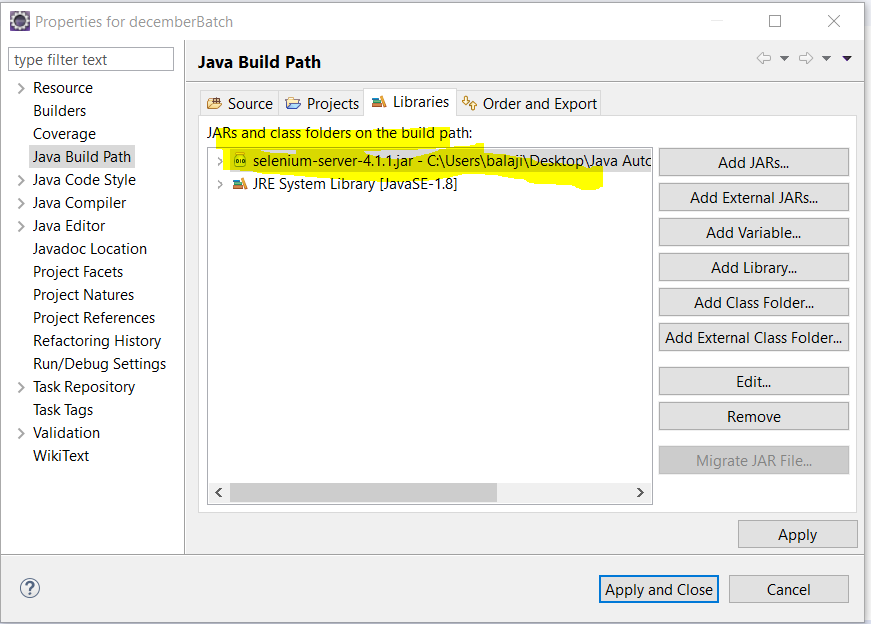 Properties for decemberBatch
type filter text
Resource
Builders
Coverage
Java Build Path
Java Code Style
Java Compiler
Java Editor
Javadoc Location
Project Facets
Project Natures
Project References
Refactoring History
Run/Debug Settings
Task Repository
Task Tags
Validation
WikiText
Java Build Path
Source
Projects
Libraries
Order and Export
JARs and class folders on the build path:
selenium-server-4.1.1.jar - C:\Users\balaji\Desktop\Java Autc
JRE System Library [JavaSE-1.8]
Add JARs...
Add External JARs...
Add Variable...
Add Library...
Add Class Folder...
Add External Class Folder...
Edit...
Remove
Migrate JAR File...
Apply
?
Apply and Close
Cancel